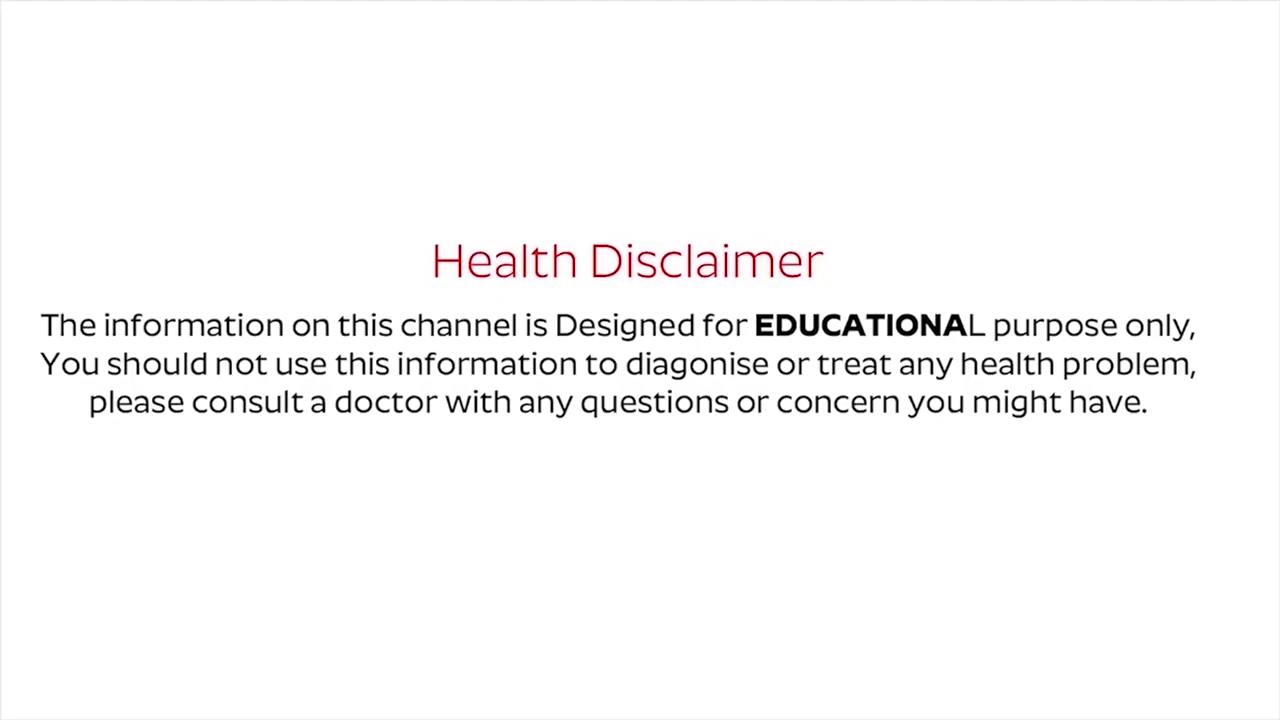 Health Disclaimer
The information on this channel is Designed for EDUCATIONAL purpose only,
You should not use this information to diagonise or treat any health problem,
please consult a doctor with any questions or concern you might have.